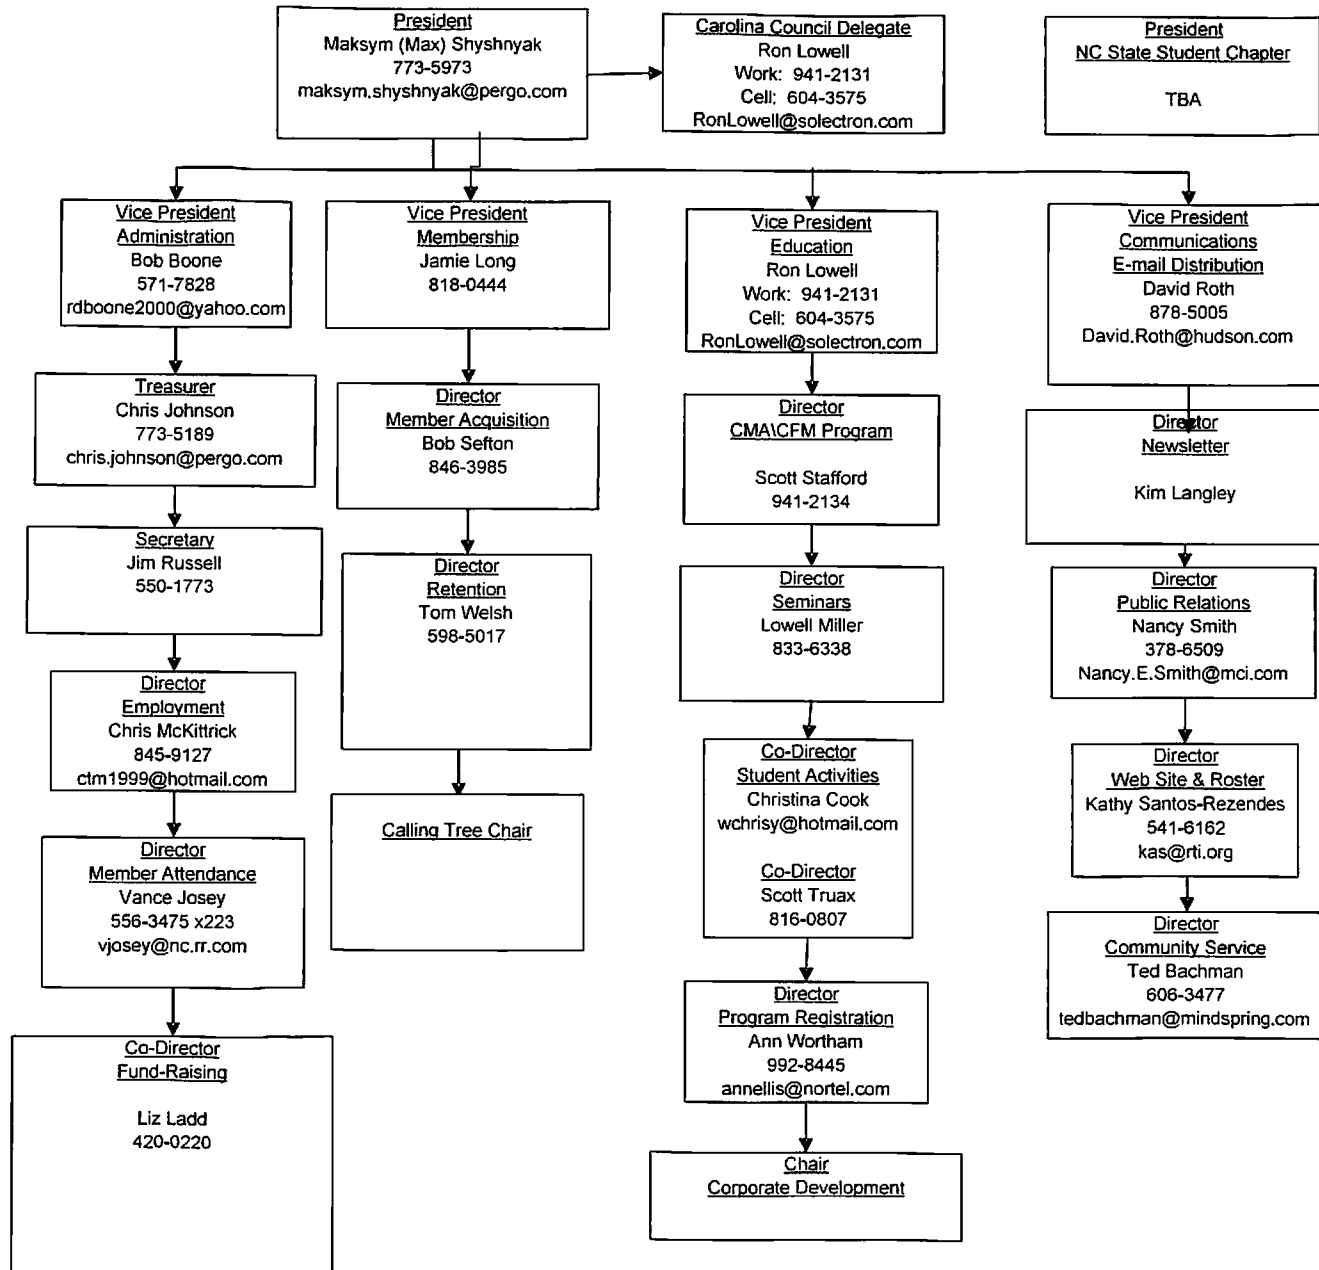 President
Maksym (Max) Shyshnyak
773-5973
maksym.shyshnyak@pergo.com
Carolina Council Delegate
Ron Lowell
Work: 941-2131
Cell: 604-3575
RonLowell@solectron.com
President
NC State Student Chapter
TBA
Vice President
Administration
Bob Boone
571-7828
rdboone2000@yahoo.com
Vice President
Membership
Jamie Long
818-0444
Vice President
Education
Ron Lowell
Work: 941-2131
Cell: 604-3575
RonLowell@solectron.com
Vice President
Communications
E-mail Distribution
David Roth
878-5005
David.Roth@hudson.com
Treasurer
Chris Johnson
773-5189
chris.johnson@pergo.com
Director
Member Acquisition
Bob Sefton
846-3985
Director
CMA\CFM Program
Scott Stafford
941-2134
Director
Newsletter
Kim Langley
Secretary
Jim Russell
550-1773
Director
Retention
Tom Welsh
598-5017
Director
Seminars
Lowell Miller
833-6338
Director
Public Relations
Nancy Smith
378-6509
Nancy.E.Smith@mci.com
Director
Employment
Chris McKittrick
845-9127
ctm1999@hotmail.com
Calling Tree Chair
Co-Director
Student Activities
Christina Cook
wchrisy@hotmail.com
Co-Director
Scott Truax
816-0807
Director
Web Site & Roster
Kathy Santos-Rezendes
541-6162
kas@rti.org
Director
Member Attendance
Vance Josey
556-3475 x223
vjosey@nc.rr.com
Director
Program Registration
Ann Wortham
992-8445
annellis@nortel.com
Director
Community Service
Ted Bachman
606-3477
tedbachman@mindspring.com
Co-Director
Fund-Raising
Liz Ladd
420-0220
Chair
Corporate Development